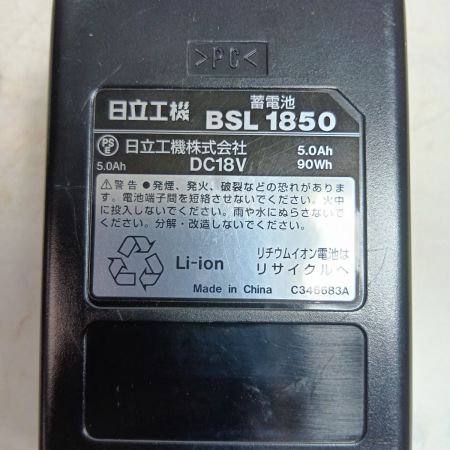 >PC<
蓄電池
日立工機 BSL 1850
PS E 日立工機株式会社 5.0Ah
5.0Ah DC18V 90Wh
⚠警告 ●発煙、発火、破裂などの恐れがありま
す。電池端子間を短絡させないでください。火中
に投入しないでください。雨や水にぬらさないで
ください。分解・改造しないでください。
Li-ion
リチウムイオン電池は
リサイクルへ
Made in China C346683A